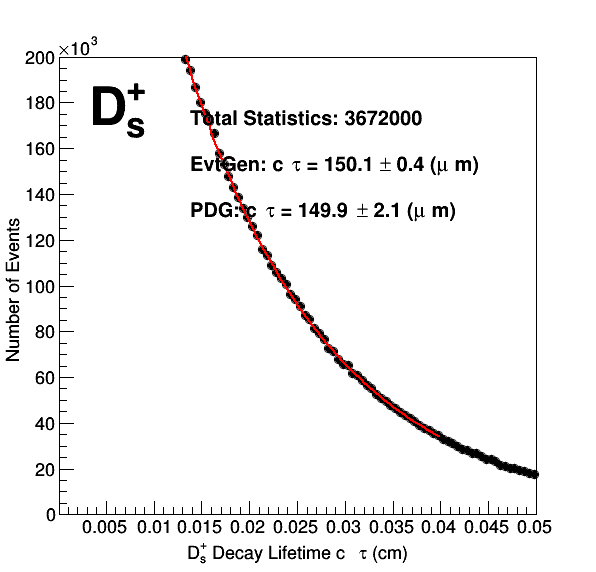 ×10³
200
180
160
140
120
100
80
60
40
20
0
Number of Events
D_s^+
Total Statistics: 3672000
EvtGen: c τ = 150.1 ± 0.4 (μ m)
PDG: c τ = 149.9 ± 2.1 (μ m)
0.005 0.01 0.015 0.02 0.025 0.03 0.035 0.04 0.045 0.05
D_s^+ Decay Lifetime c τ (cm)